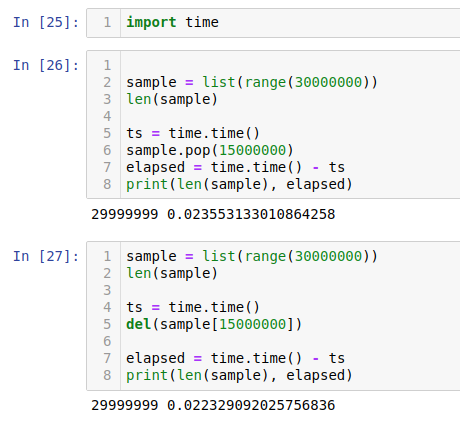 In [25]: 1 import time
In [26]: 1
2 sample = list(range(30000000))
3 len(sample)
4
5 ts = time.time()
6 sample.pop(15000000)
7 elapsed = time.time() - ts
8 print(len(sample), elapsed)
29999999 0.023553133010864258
In [27]: 1 sample = list(range(30000000))
2 len(sample)
3
4 ts = time.time()
5 del(sample[15000000])
6
7 elapsed = time.time() - ts
8 print(len(sample), elapsed)
29999999 0.022329092025756836